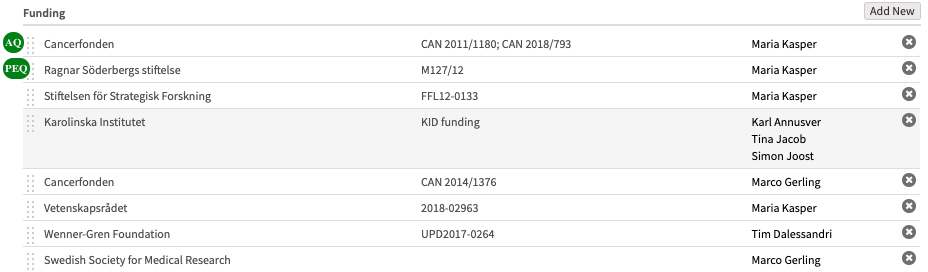 Funding
Add New
AQ
Cancerfonden CAN 2011/1180; CAN 2018/793 Maria Kasper
PEQ
Ragnar Söderbergs stiftelse M127/12 Maria Kasper
Stiftelsen för Strategisk Forskning FFL12-0133 Maria Kasper
Karolinska Institutet KID funding Karl Annusver
Tina Jacob
Simon Joost
Cancerfonden CAN 2014/1376 Marco Gerling
Vetenskapsrådet 2018-02963 Maria Kasper
Wenner-Gren Foundation UPD2017-0264 Tim Dalessandri
Swedish Society for Medical Research Marco Gerling